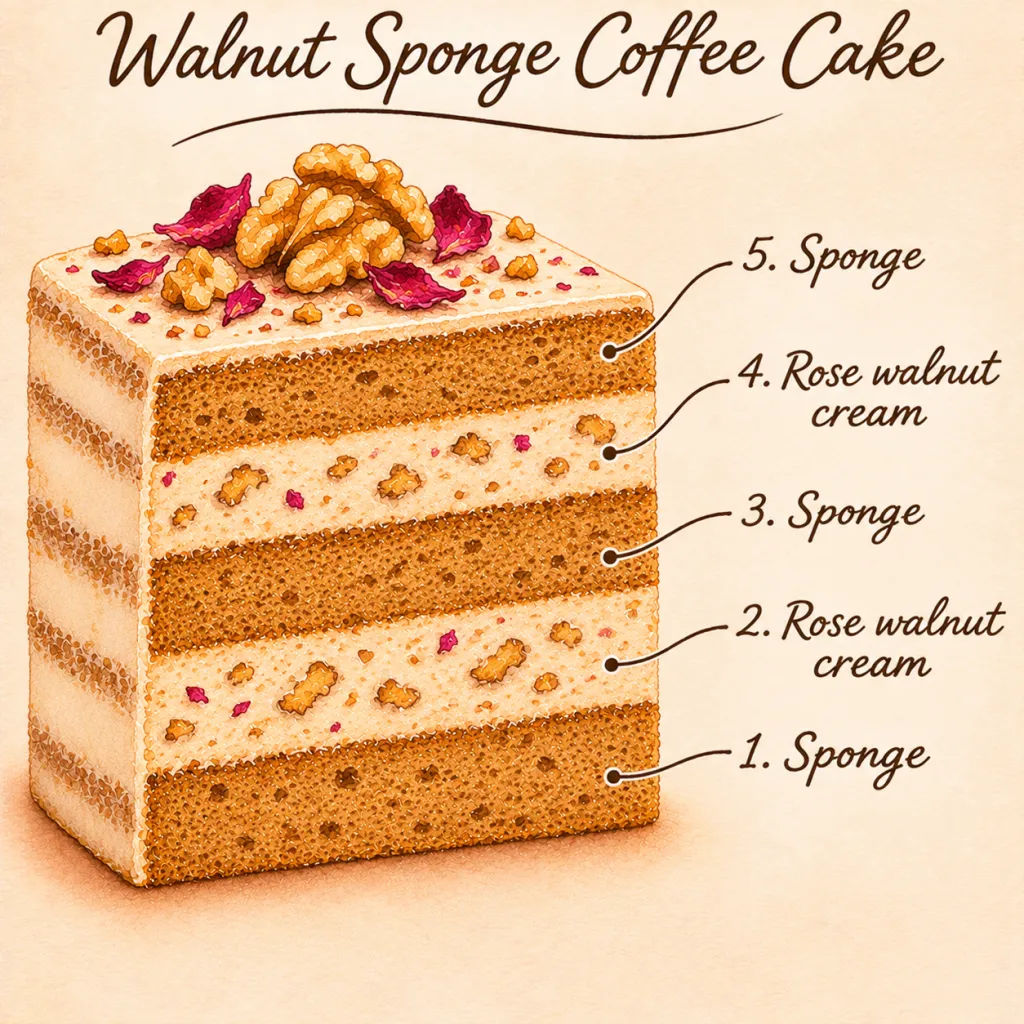 Walnut Sponge Coffee Cake
5. Sponge
4. Rose walnut
cream
3. Sponge
2. Rose walnut
cream
1. Sponge